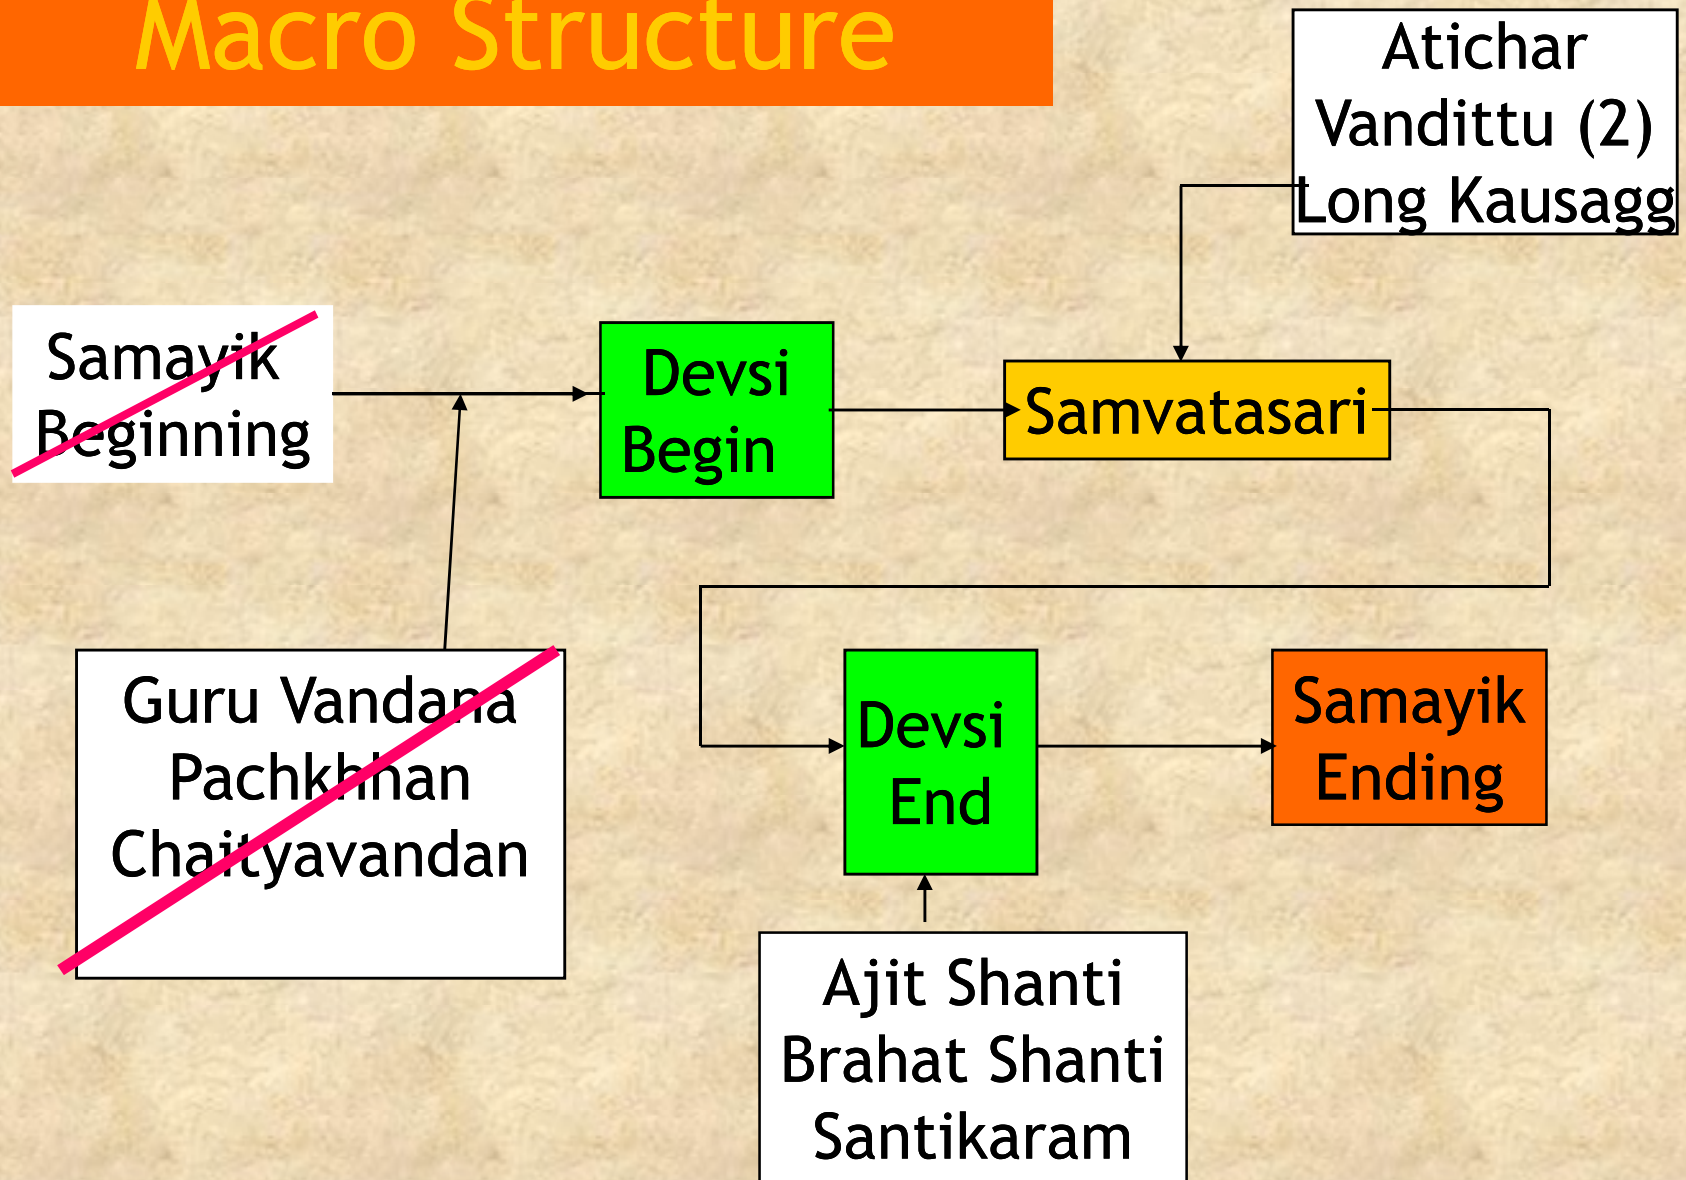 Macro Structure
Atichar
Vandittu (2)
Long Kausagg
Samayik
Beginning
Devsi
Begin
Samvatasari
Guru Vandana
Pachkhhan
Chaityavandan
Devsi
End
Samayik
Ending
Ajit Shanti
Brahat Shanti
Santikaram